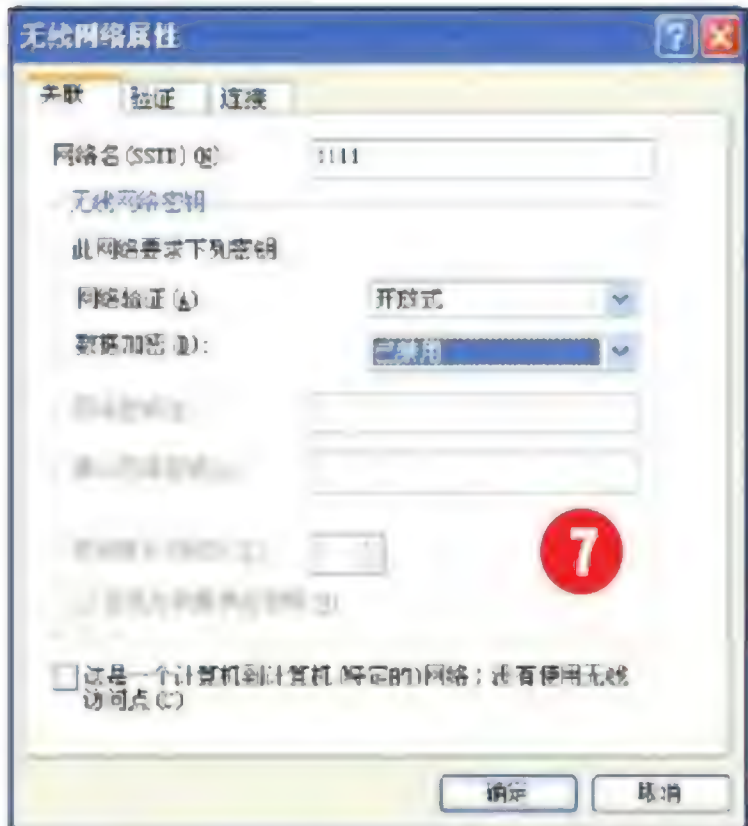 无线网络属性
关联 验证 连接
网络名(SSID)(N): 1111
无线网络密钥
此网络要求下列密钥
网络验证(A) 开放式
数据加密(D): 已禁用
7
这是一个计算机到计算机(特定的)网络；没有使用无线
访问点(C)
确定 取消